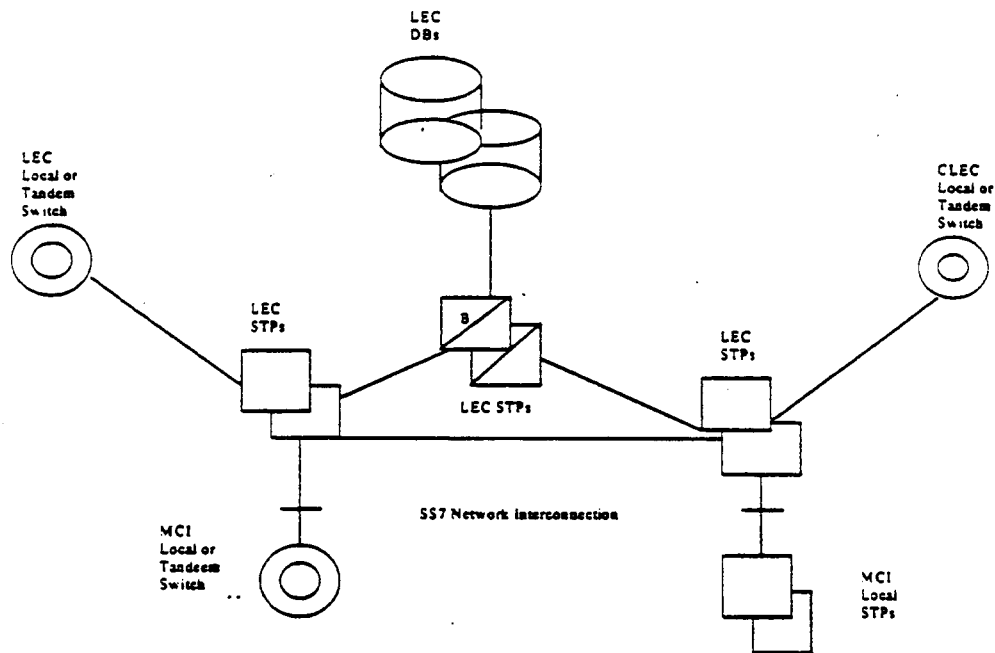 LEC
DBs
LEC
Local or
Tandem
Switch
CLEC
Local or
Tandem
Switch
LEC
STPs
B
LEC
STPs
LEC STPs
SS7 Network Interconnection
MCI
Local or
Tandeem
Switch
MCI
Local
STPs